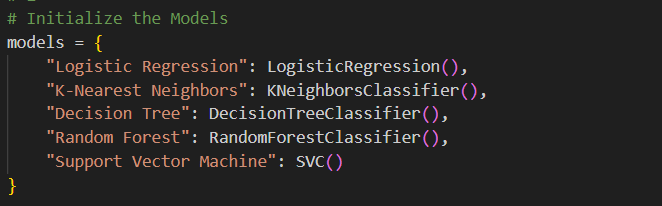 # Initialize the Models
models = {
    "Logistic Regression": LogisticRegression(),
    "K-Nearest Neighbors": KNeighborsClassifier(),
    "Decision Tree": DecisionTreeClassifier(),
    "Random Forest": RandomForestClassifier(),
    "Support Vector Machine": SVC()
}